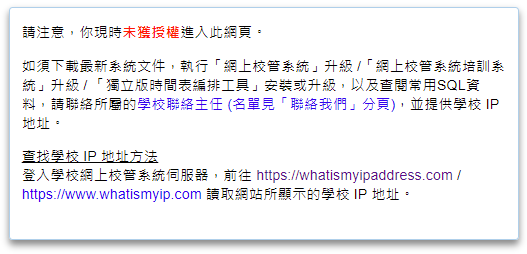 請注意，你現時未獲授權進入此網頁。
如須下載最新系統文件，執行「網上校管系統」升級 /「網上校管系統培訓系
統」升級 / 「獨立版時間表編排工具」安裝或升級，以及查閱常用SQL資
料，請聯絡所屬的學校聯絡主任 (名單見「聯絡我們」分頁)，並提供學校 IP
地址。
查找學校 IP 地址方法
登入學校網上校管系統伺服器，前往 https://whatismyipaddress.com /
https://www.whatismyip.com 讀取網站所顯示的學校 IP 地址。